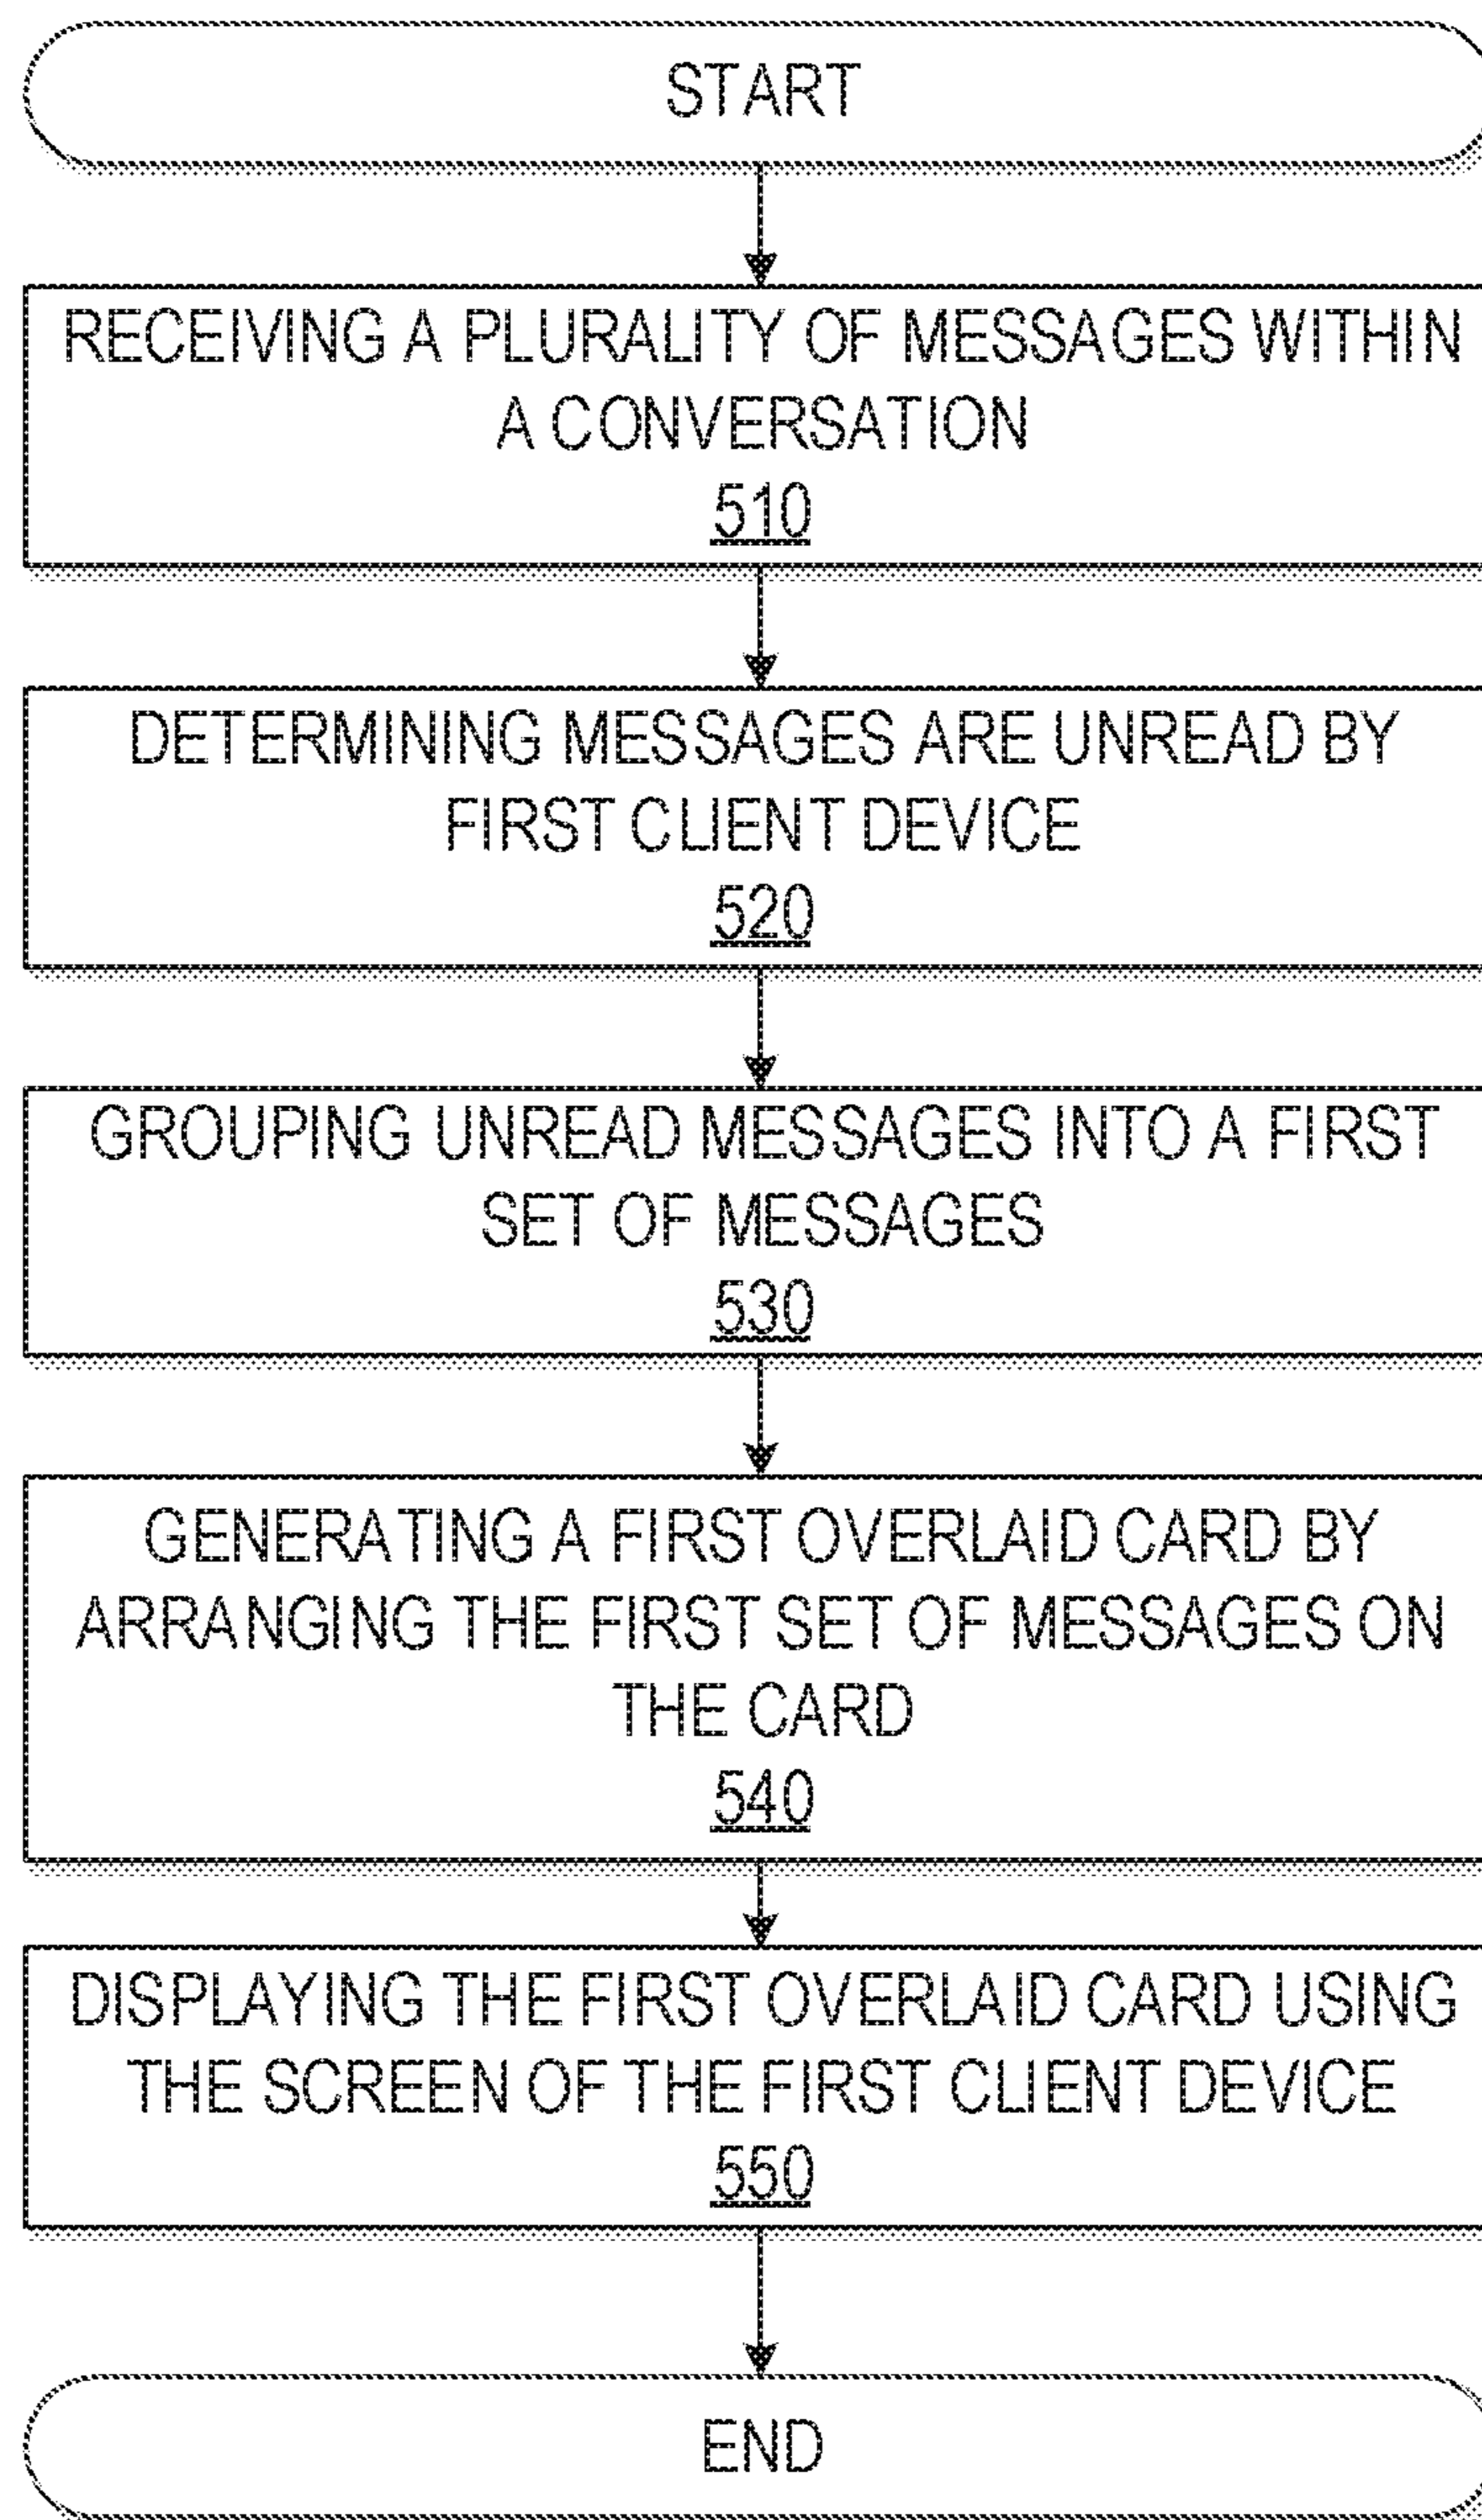 START
RECEIVING A PLURALITY OF MESSAGES WITHIN
A CONVERSATION
510
DETERMINING MESSAGES ARE UNREAD BY
FIRST CLIENT DEVICE
520
GROUPING UNREAD MESSAGES INTO A FIRST
SET OF MESSAGES
530
GENERATING A FIRST OVERLAID CARD BY
ARRANGING THE FIRST SET OF MESSAGES ON
THE CARD
540
DISPLAYING THE FIRST OVERLAID CARD USING
THE SCREEN OF THE FIRST CLIENT DEVICE
550
END